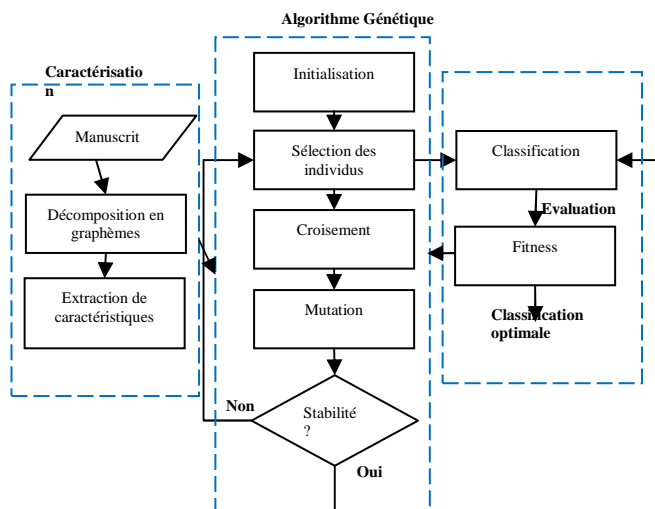 Algorithme Génétique
Caractérisatio
n
Manuscrit
Décomposition en
graphèmes
Extraction de
caractéristiques
Initialisation
Sélection des
individus
Croisement
Mutation
Stabilité
?
Non
Oui
Classification
Evaluation
Fitness
Classification
optimale